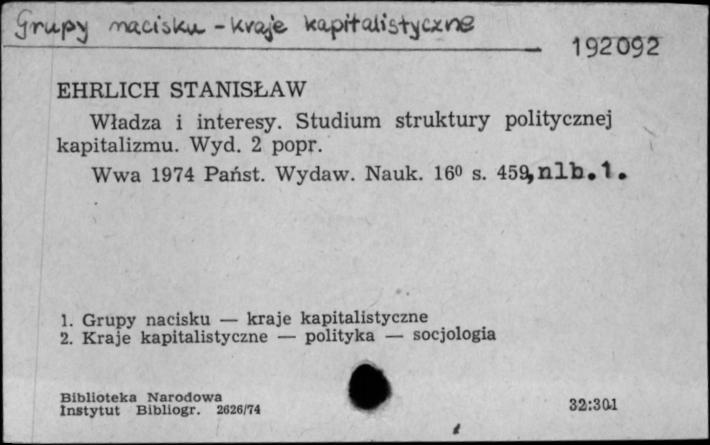 Grupy nacisku - kraje kapitalistyczne
192092
EHRLICH STANISŁAW
Władza i interesy. Studium struktury politycznej
kapitalizmu. Wyd. 2 popr.
Wwa 1974 Państ. Wydaw. Nauk. 16⁰ s. 459, nlb. 1.
1. Grupy nacisku — kraje kapitalistyczne
2. Kraje kapitalistyczne — polityka — socjologia
Biblioteka Narodowa
Instytut Bibliogr. 2626/74
32:301